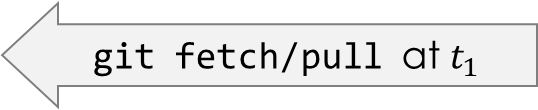 git fetch/pull at t₁